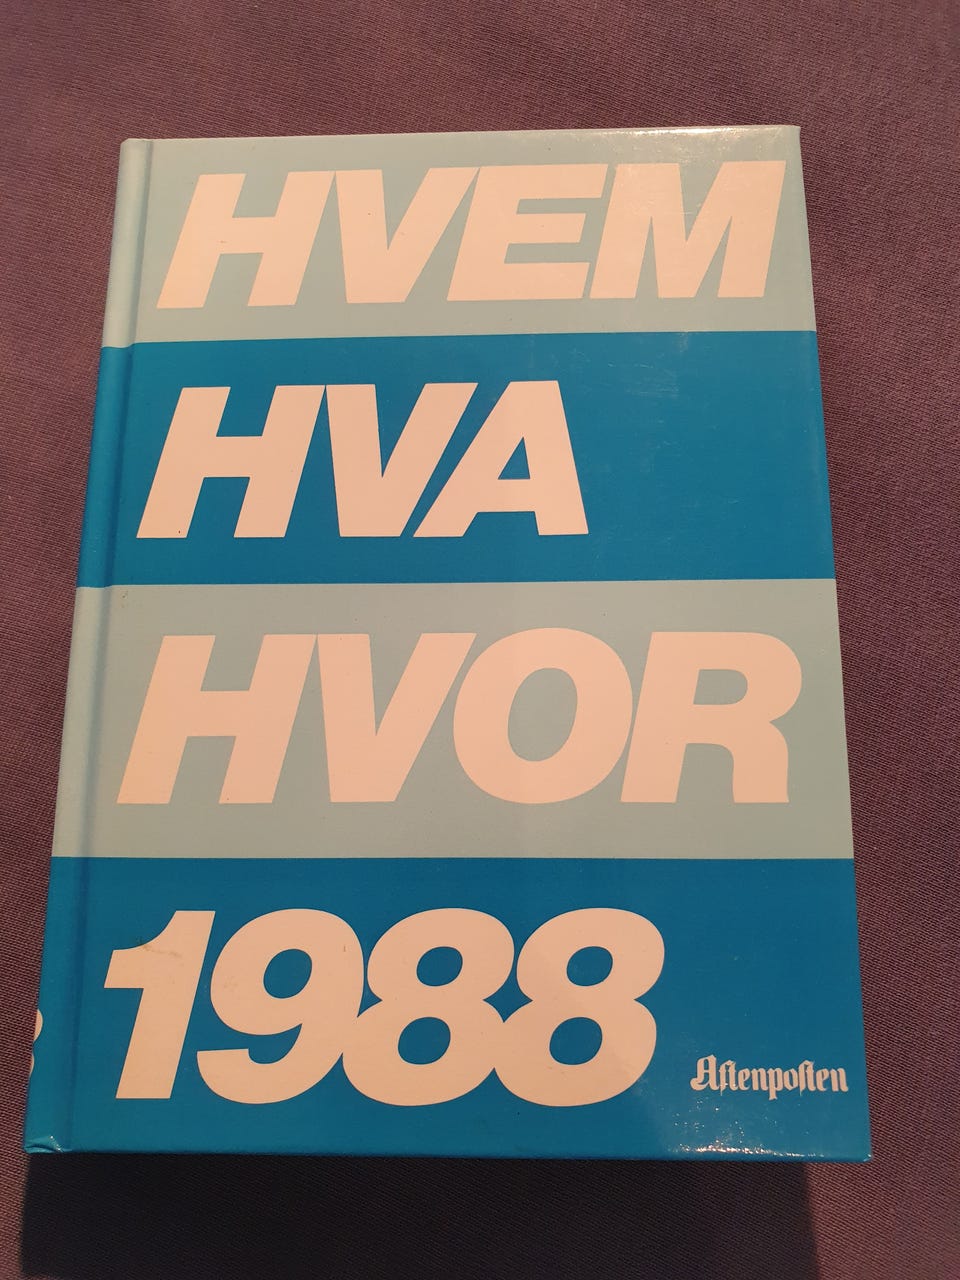 HVEM
HVA
HVOR
1988
Aftenposten